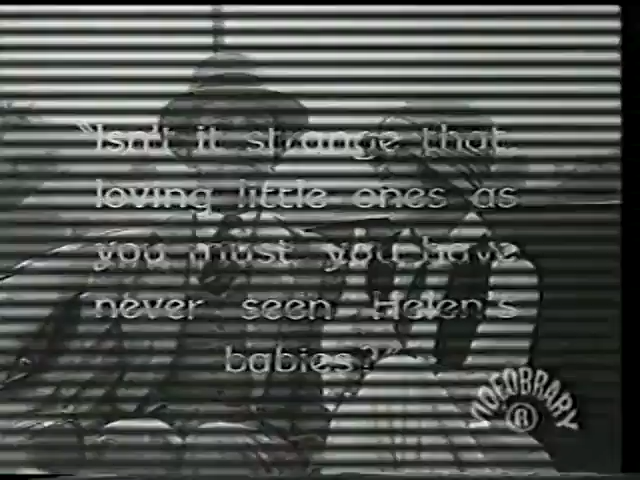 "Isn't it strange that,
loving little ones as
you must, you have
never seen Helen's
babies?"
VIDEOBRARY
R